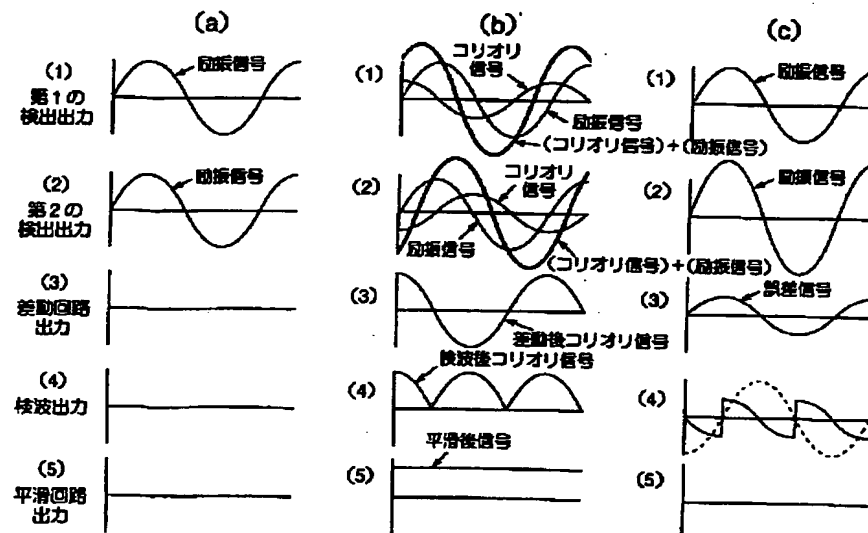 (a)
(b)
(c)
(1)
第1の
検出出力
励振信号
(1)
コリオリ
信号
励振信号
(コリオリ信号)+(励振信号)
(1)
励振信号
(2)
第2の
検出出力
励振信号
(2)
コリオリ
信号
励振信号
(コリオリ信号)+(励振信号)
(2)
励振信号
(3)
差動回路
出力
(3)
差動後コリオリ信号
(3)
誤差信号
(4)
検波出力
(4)
検波後コリオリ信号
(4)
(5)
平滑回路
出力
(5)
平滑後信号
(5)